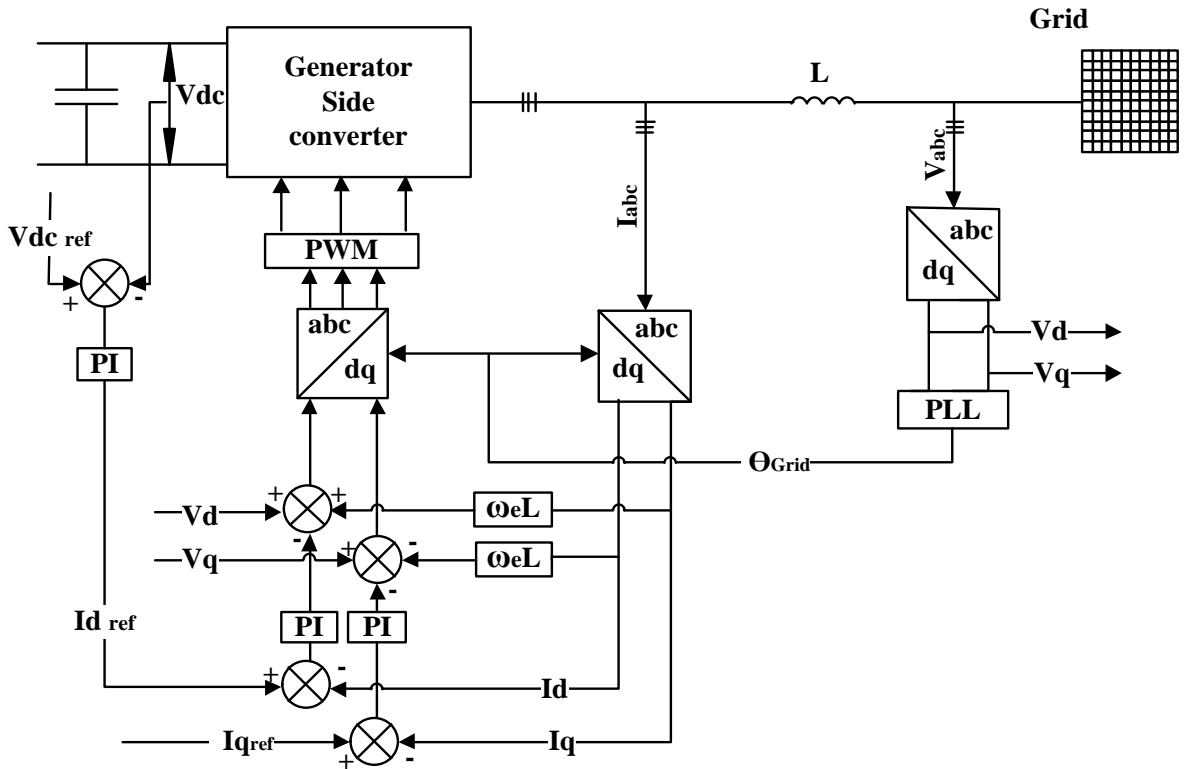 Grid
Generator
Side
converter
Vdc
L
Iabc
Vabc
Vdc ref
+
-
PWM
abc
dq
abc
dq
abc
dq
PI
Vd
Vq
PLL
ΘGrid
Vd
+
+
-
ωeL
Vq
+
-
-
ωeL
PI
PI
Id ref
+
-
Id
Iqref
+
-
Iq